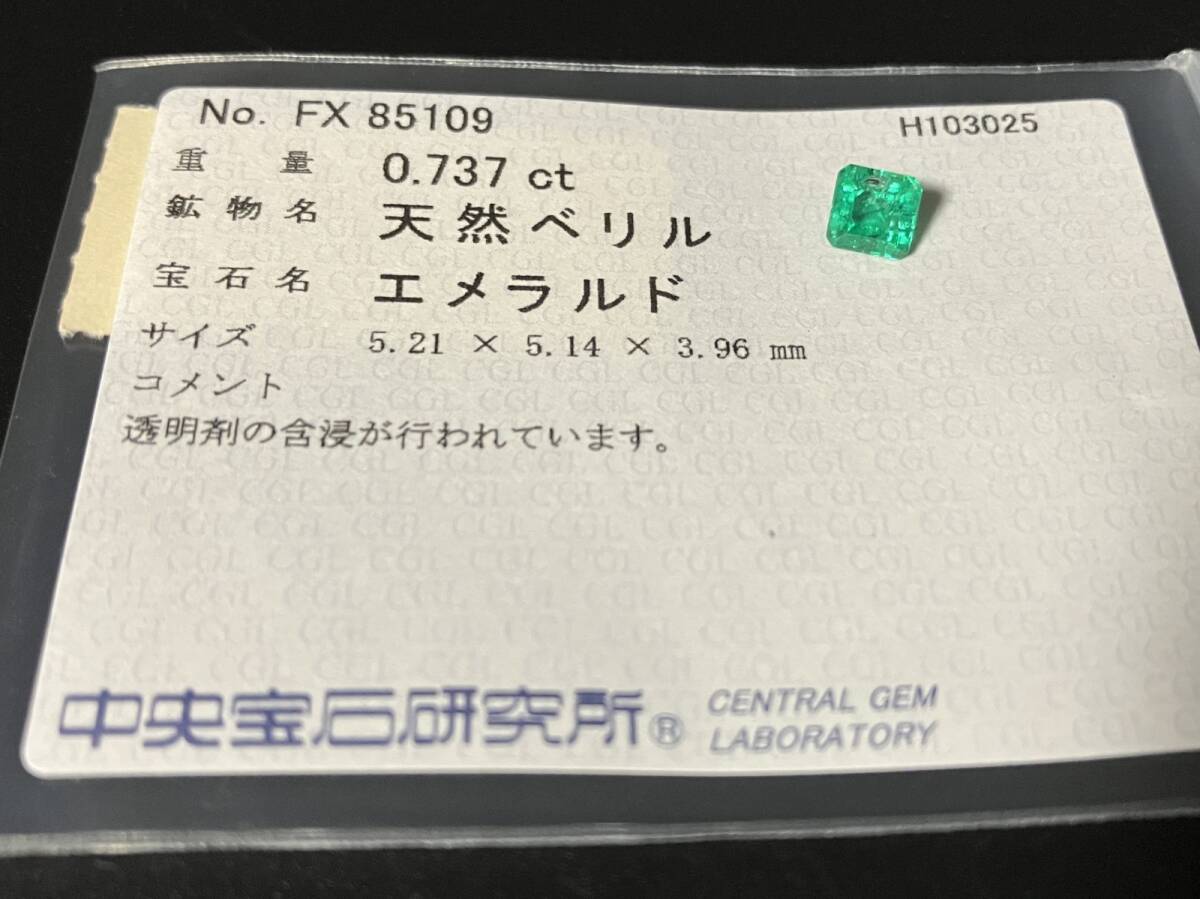 No. FX 85109
H103025
重量 0.737 ct
鉱物名 天然ベリル
宝石名 エメラルド
サイズ 5.21 × 5.14 × 3.96 mm
コメント
透明剤の含浸が行われています。
中央宝石研究所® CENTRAL GEM
LABORATORY